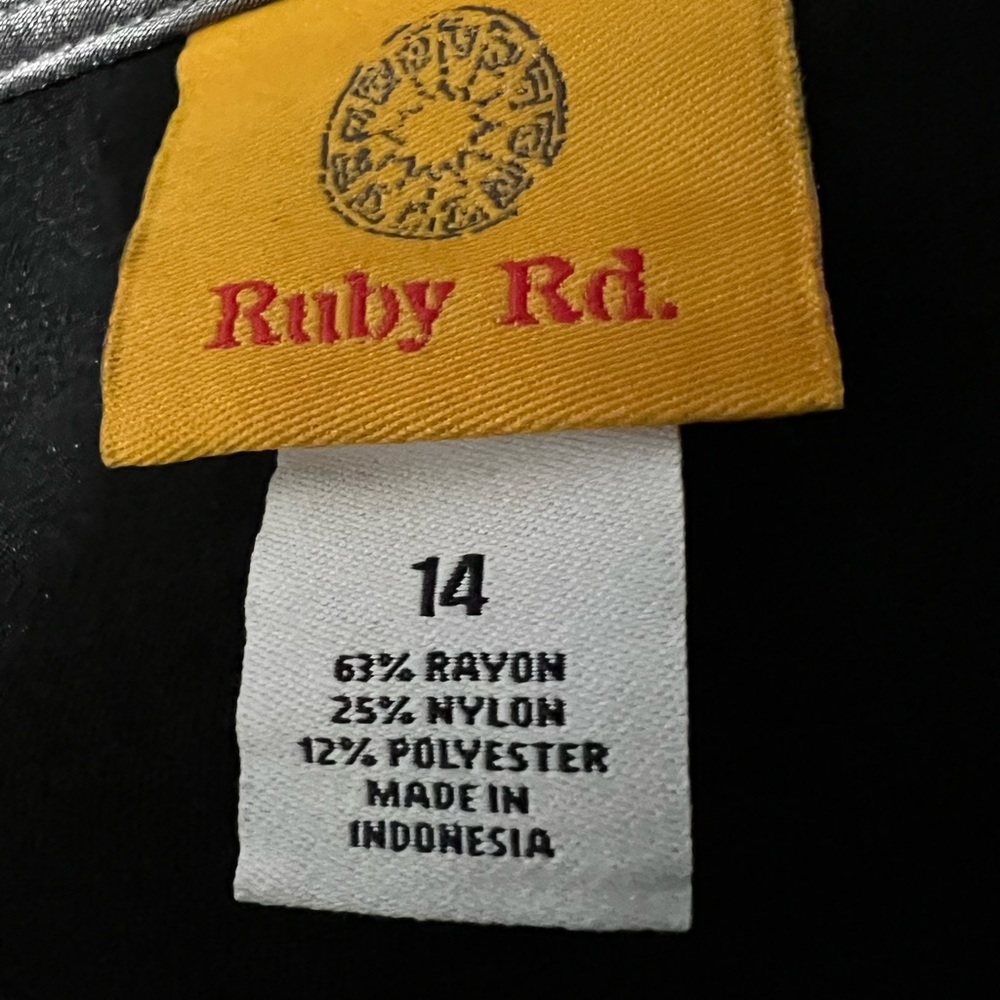 Ruby Rd.
14
63% RAYON
25% NYLON
12% POLYESTER
MADE IN
INDONESIA